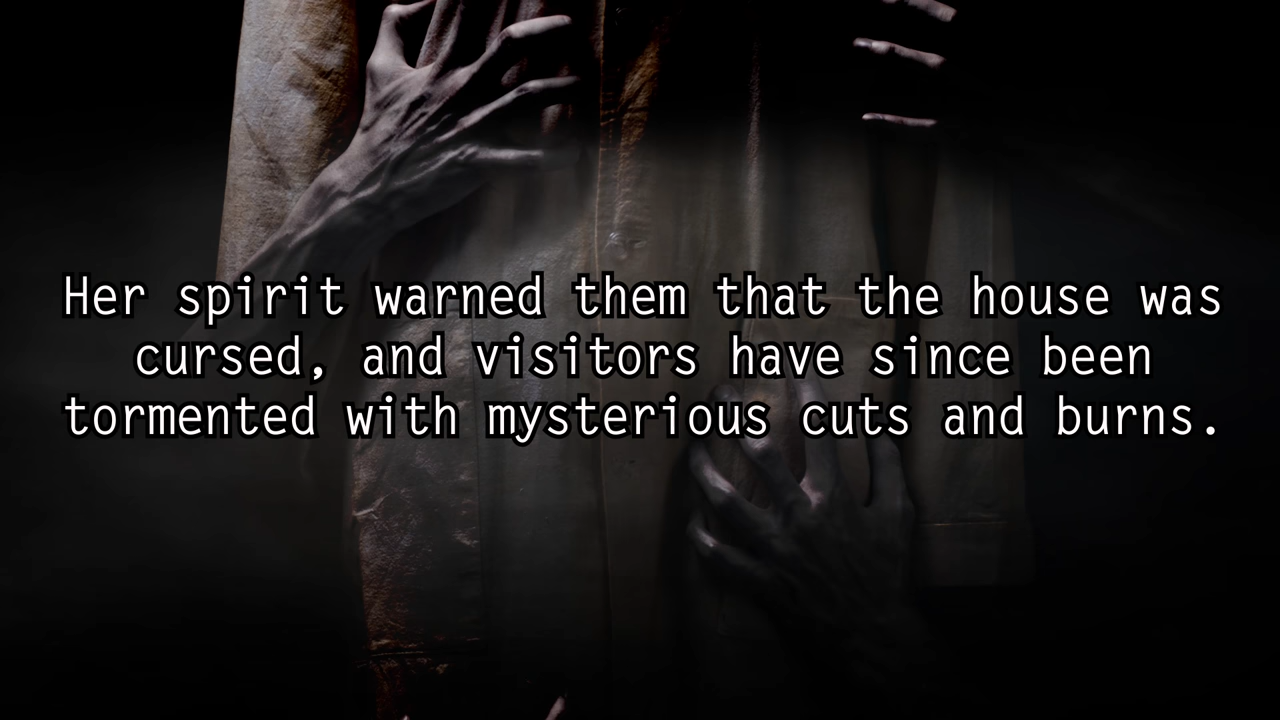 Her spirit warned them that the house was
cursed, and visitors have since been
tormented with mysterious cuts and burns.